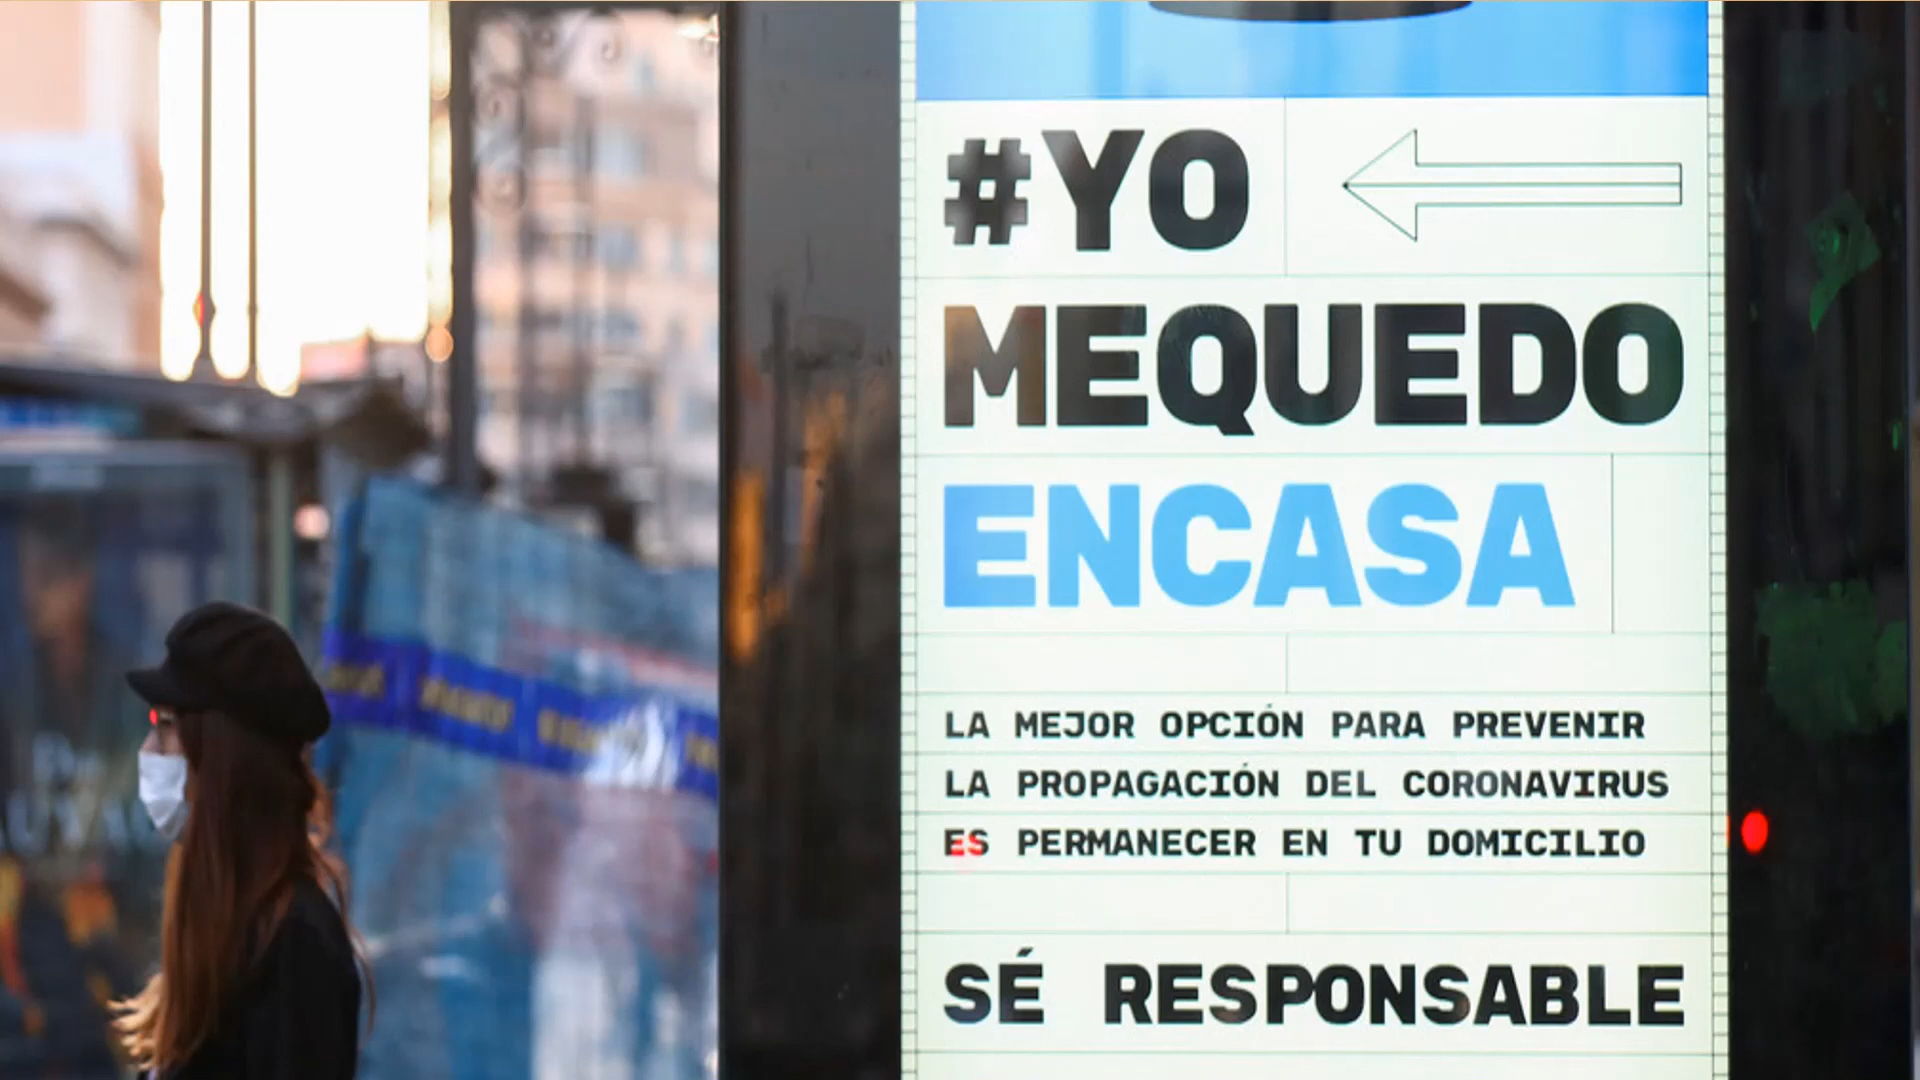 #YO
MEQUEDO
ENCASA
LA MEJOR OPCIÓN PARA PREVENIR
LA PROPAGACIÓN DEL CORONAVIRUS
ES PERMANECER EN TU DOMICILIO
SÉ RESPONSABLE